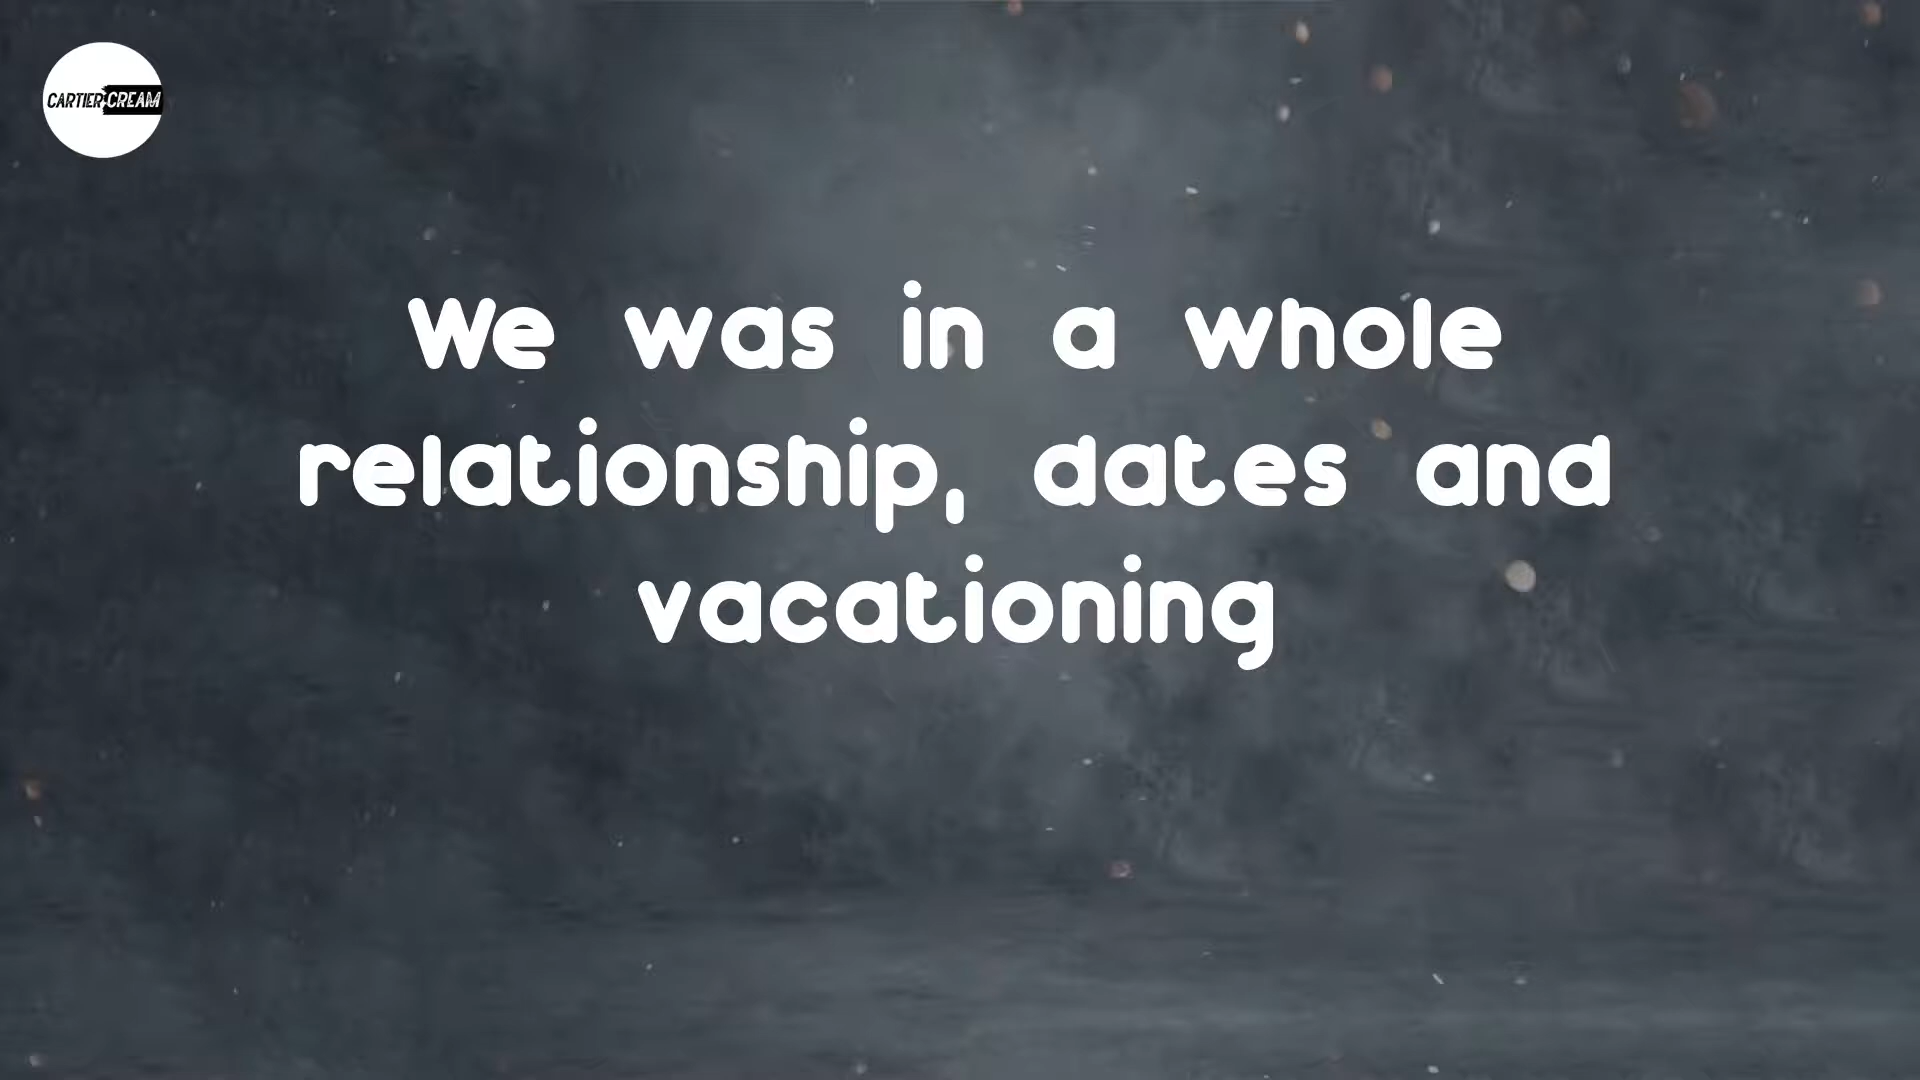 CARTIER CREAM
We was in a whole
relationship, dates and
vacationing